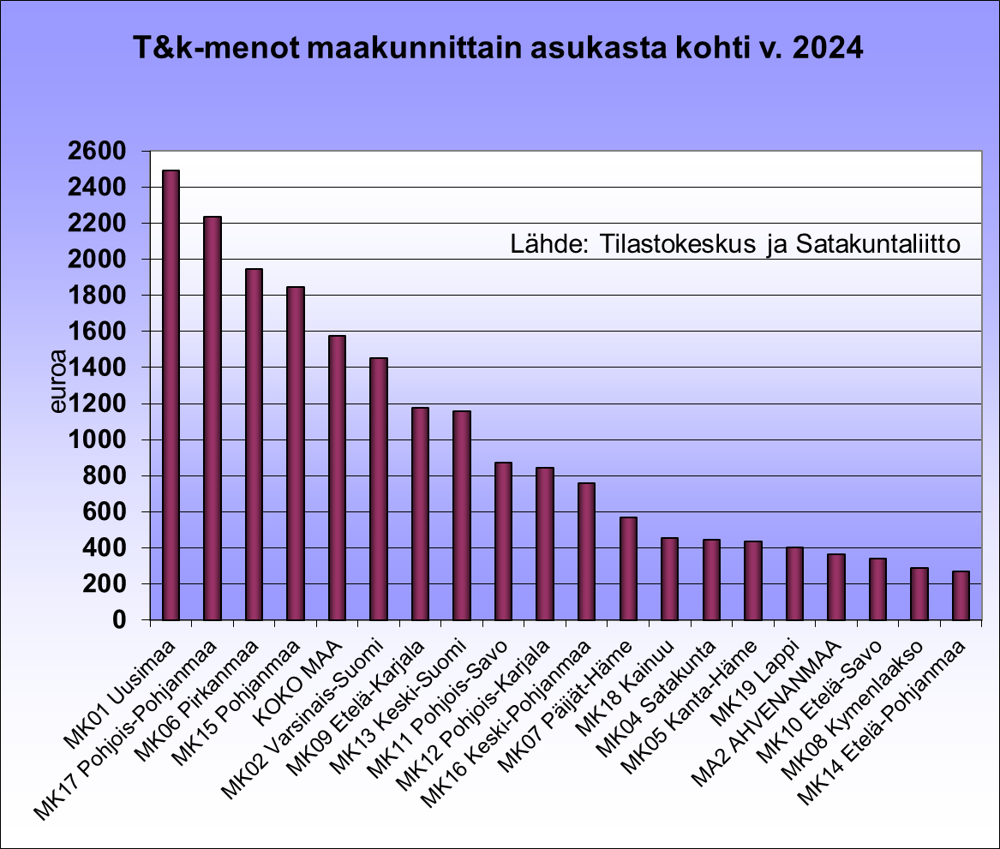 T&k-menot maakunnittain asukasta kohti v. 2024
2600
2400
2200
2000
1800
1600
1400
1200
1000
800
600
400
200
0
euroa
Lähde: Tilastokeskus ja Satakuntaliitto
MK01 Uusimaa
MK17 Pohjois-Pohjanmaa
MK06 Pirkanmaa
MK15 Pohjanmaa
KOKO MAA
MK02 Varsinais-Suomi
MK09 Etelä-Karjala
MK13 Keski-Suomi
MK11 Pohjois-Savo
MK12 Pohjois-Karjala
MK16 Keski-Pohjanmaa
MK07 Päijät-Häme
MK18 Kainuu
MK04 Satakunta
MK05 Kanta-Häme
MK19 Lappi
MA2 AHVENANMAA
MK10 Etelä-Savo
MK08 Kymenlaakso
MK14 Etelä-Pohjanmaa